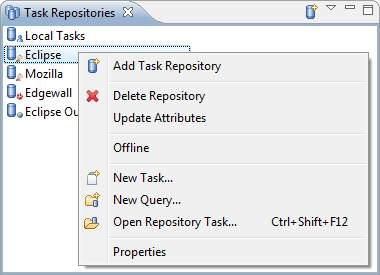 Task Repositories
Local Tasks
Eclipse
Mozilla
Edgewall
Eclipse Ou
Add Task Repository
Delete Repository
Update Attributes
Offline
New Task...
New Query...
Open Repository Task... Ctrl+Shift+F12
Properties